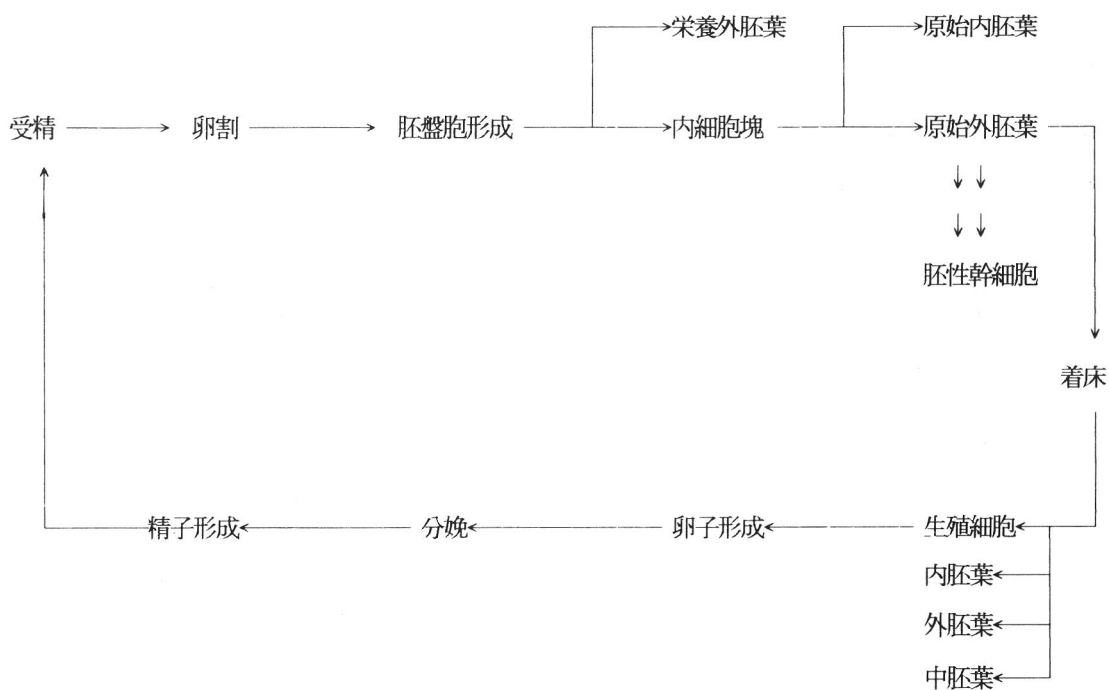 栄養外胚葉
原始内胚葉
受精
卵割
胚盤胞形成
内細胞塊
原始外胚葉
胚性幹細胞
着床
精子形成
分娩
卵子形成
生殖細胞
内胚葉
外胚葉
中胚葉